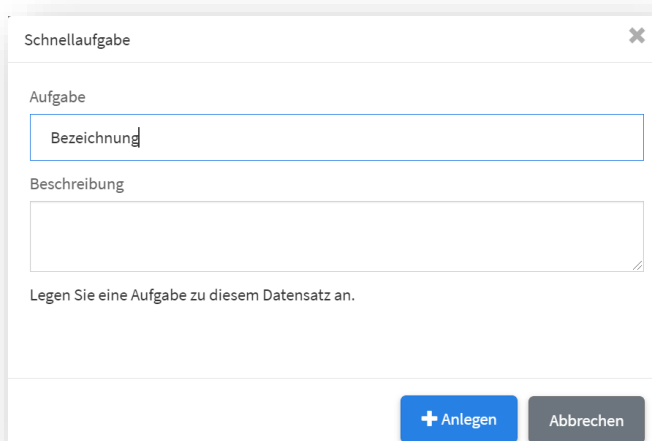 Schnellaufgabe
Aufgabe
Bezeichnung
Beschreibung
Legen Sie eine Aufgabe zu diesem Datensatz an.
Anlegen Abbrechen